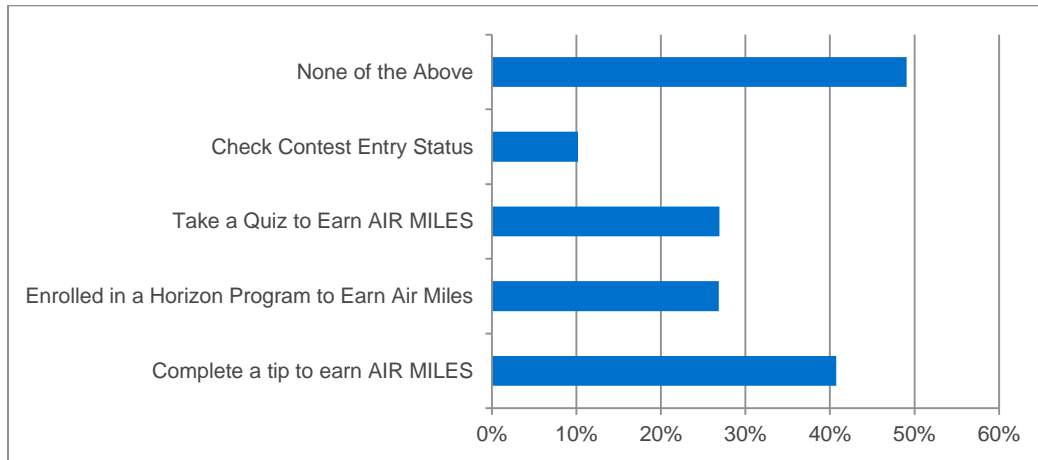 None of the Above
Check Contest Entry Status
Take a Quiz to Earn AIR MILES
Enrolled in a Horizon Program to Earn Air Miles
Complete a tip to earn AIR MILES
0% 10% 20% 30% 40% 50% 60%